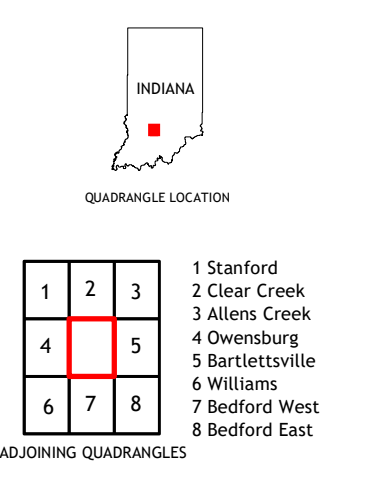 INDIANA
QUADRANGLE LOCATION
1 2 3
4 5
6 7 8
1 Stanford
2 Clear Creek
3 Allens Creek
4 Owensburg
5 Bartlettsville
6 Williams
7 Bedford West
8 Bedford East
ADJOINING QUADRANGLES